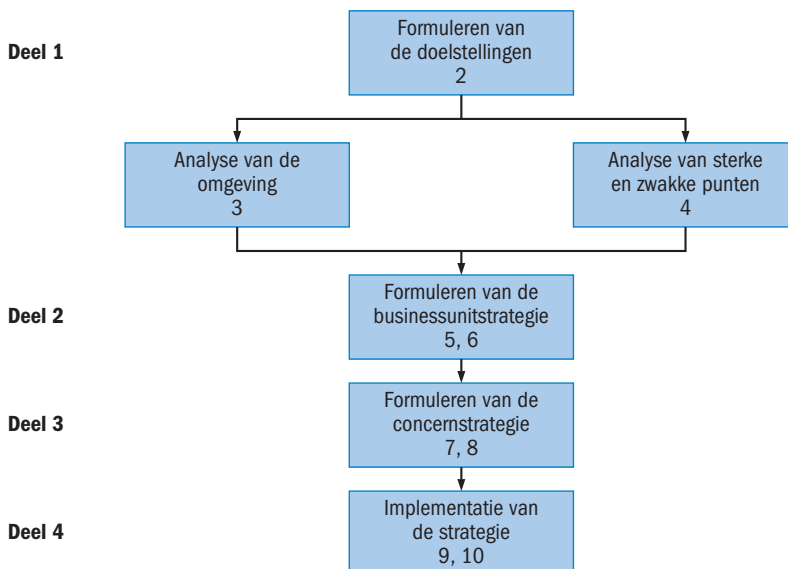 Deel 1
Formuleren van
de doelstellingen
2
Analyse van de
omgeving
3
Analyse van sterke
en zwakke punten
4
Deel 2
Formuleren van de
businessunitstrategie
5, 6
Deel 3
Formuleren van de
concernstrategie
7, 8
Deel 4
Implementatie van
de strategie
9, 10